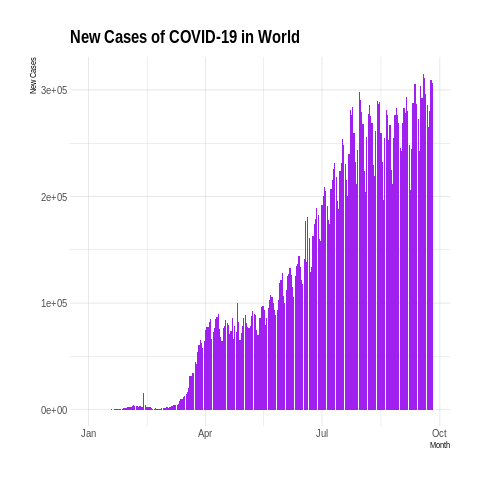 New Cases of COVID-19 in World
New Cases
3e+05
2e+05
1e+05
0e+00
Jan Apr Jul Oct
Month